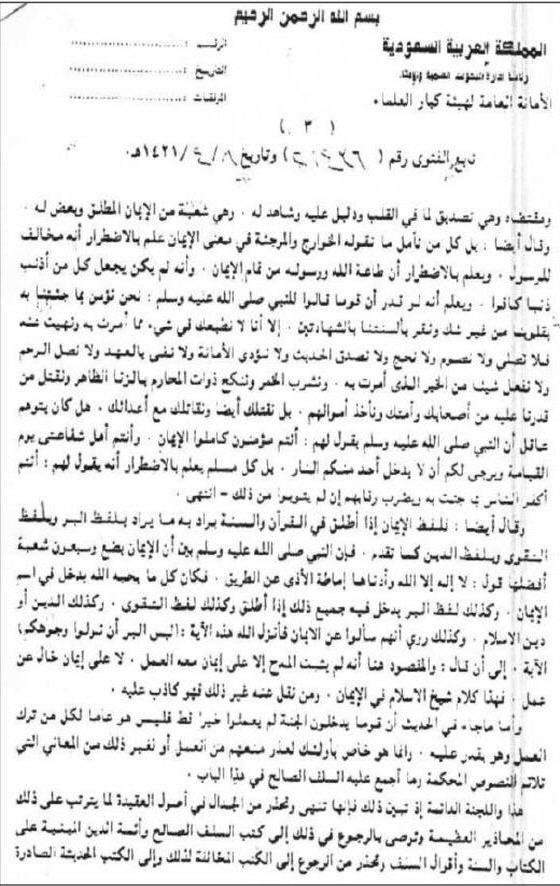 بسم الله الرحمن الرحيم
المملكة العربية السعودية
الرقم :
رئاسة إدارة البحوث العلمية والإفتاء
التاريخ :
الأمانة العامة لهيئة كبار العلماء
المرفقات :
( ٣ )
تابع الفتوى رقم ( ) وتاريخ
ومقتضاه وهي تصديق لما في القلب ودليل عليه وشاهد له . وهي شعبة من الإيمان المطلق وبعض له .
وقال أيضا : بل كل من تأمل ما تقوله الخوارج والمرجئة في معنى الإيمان علم بالاضطرار أنه مخالف
للرسول . ويعلم بالاضطرار أن طاعة الله ورسوله من تمام الإيمان . وأنه لم يكن يجعل كل من أذنب
ذنبا كافرا . ويعلم أنه لو قدر أن قوما قالوا للنبي صلى الله عليه وسلم : نحن نؤمن بما جئتنا به
بقلوبنا من غير شك ونقر بألسنتنا بالشهادتين . إلا أنا لا نطيعك في شيء مما أمرت به ونهيت عنه
فلا نصلي ولا نصوم ولا نحج ولا نصدق الحديث ولا نؤدي الأمانة ولا نفي بالعهد ولا نصل الرحم
ولا نفعل شيئا من الخير الذى أمرت به . ونشرب الخمر وننكح ذوات المحارم بالزنا الظاهر ونقتل من
قدرنا عليه من أصحابك وأمتك ونأخذ أموالهم . بل نقتلك أيضا ونقاتلك مع أعدائك . هل كان يتوهم
عاقل أن النبي صلى الله عليه وسلم يقول لهم : أنتم مؤمنون كاملوا الإيمان . وأنتم أهل شفاعتي يوم
القيامة ويرجى لكم أن لا يدخل أحد منكم النار . بل كل مسلم يعلم بالاضطرار أنه يقول لهم : أنتم
أكفر الناس بما جئت به ويضرب رقابهم إن لم يتوبوا من ذلك - انتهى .
وقال أيضا : فلفظ الإيمان إذا أطلق في القرآن والسنة يراد به ما يراد بلفظ البر وبلفظ
التقوى وبلفظ الدين كما تقدم . فإن النبي صلى الله عليه وسلم بين أن الإيمان بضع وسبعون شعبة
أفضلها قول : لا إله إلا الله وأدناها إماطة الأذى عن الطريق . فكان كل ما يحبه الله يدخل في اسم
الإيمان . وكذلك لفظ البر يدخل فيه جميع ذلك إذا أطلق وكذلك لفظ التقوى . وكذلك الدين أو
دين الاسلام . وكذلك روي أنهم سألوا عن الايمان فأنزل الله هذه الآية : (ليس البر أن تولوا وجوهكم)
الآية . إلى أن قال : والمقصود هنا أنه لم يثبت المدح إلا على إيمان معه العمل . لا على إيمان خال عن
عمل . فهذا كلام شيخ الاسلام في الإيمان . ومن نقل عنه غير ذلك فهو كاذب عليه .
وأما ماجاء في الحديث أن قوما يدخلون الجنة لم يعملوا خيرا قط فليس هو عاما لكل من ترك
العمل وهو يقدر عليه . وانما هو خاص بأولئك لعذر منعهم من العمل أو لغير ذلك من المعاني التي
تلائم النصوص المحكمة وما أجمع عليه السلف الصالح في هذا الباب .
هذا واللجنة الدائمة إذ تبين ذلك فإنها تنهى وتحذر من الجدال في أصول العقيدة لما يترتب على ذلك
من المحاذير العظيمة وتوصى بالرجوع في ذلك إلى كتب السلف الصالح وأئمة الدين المبنية على
الكتاب والسنة وأقوال السلف وتحذر من الرجوع إلى الكتب المخالفة لذلك وإلى الكتب الحديثة الصادرة